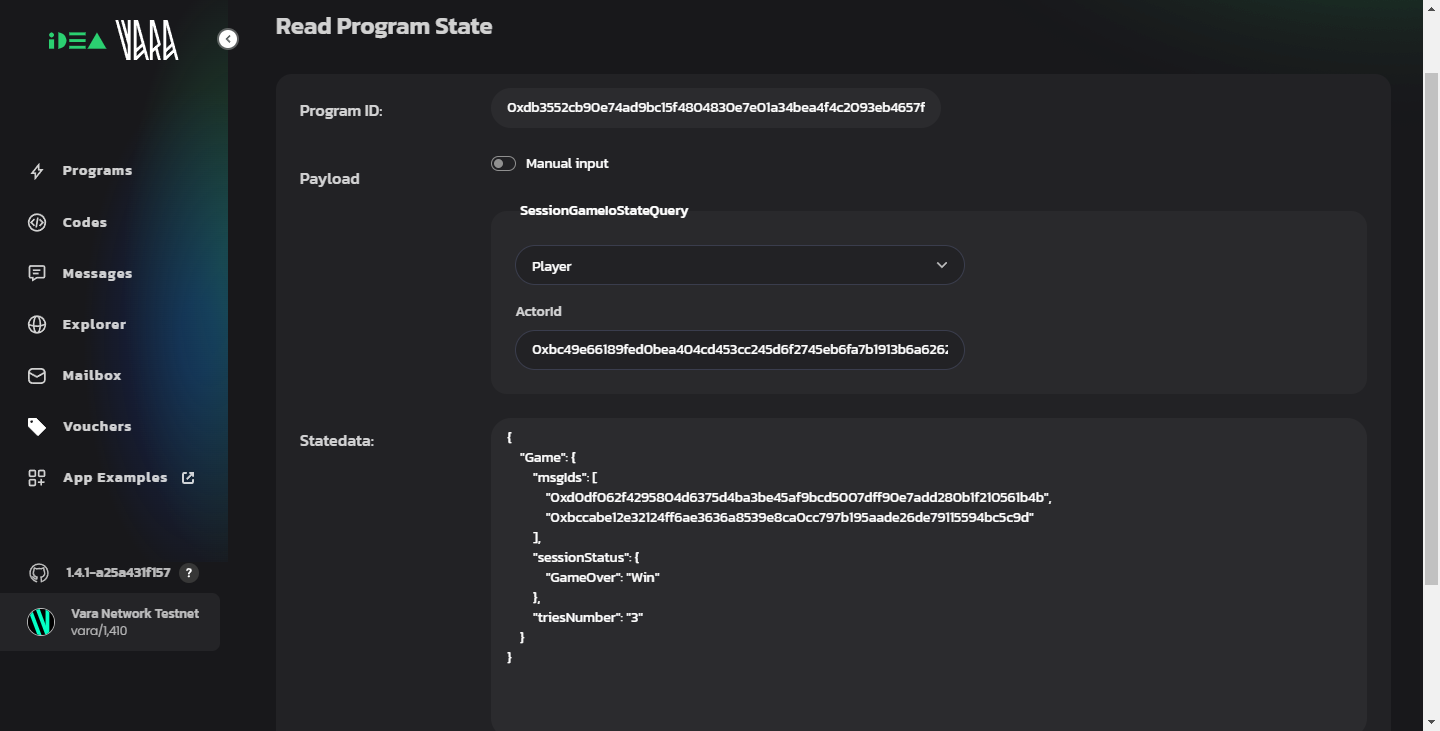 iDEA VARA
Read Program State
Program ID:
0xdb3552cb90e74ad9bc15f4804830e7e01a34bea4f4c2093eb4657f
Payload
Manual input
SessionGameIoStateQuery
Player
ActorId
0xbc49e66189fed0bea404cd453cc245d6f2745eb6fa7b1913b6a6262
Statedata:
{
"Game": {
"msgIds": [
"0xd0df062f4295804d6375d4ba3be45af9bcd5007dff90e7add280b1f210561b4b",
"0xbccabe12e32124ff6ae3636a8539e8ca0cc797b195aade26de79115594bc5c9d"
],
"sessionStatus": {
"GameOver": "Win"
},
"triesNumber": "3"
}
}
Programs
Codes
Messages
Explorer
Mailbox
Vouchers
App Examples
1.4.1-a25a431f157 ?
Vara Network Testnet
vara/1,410